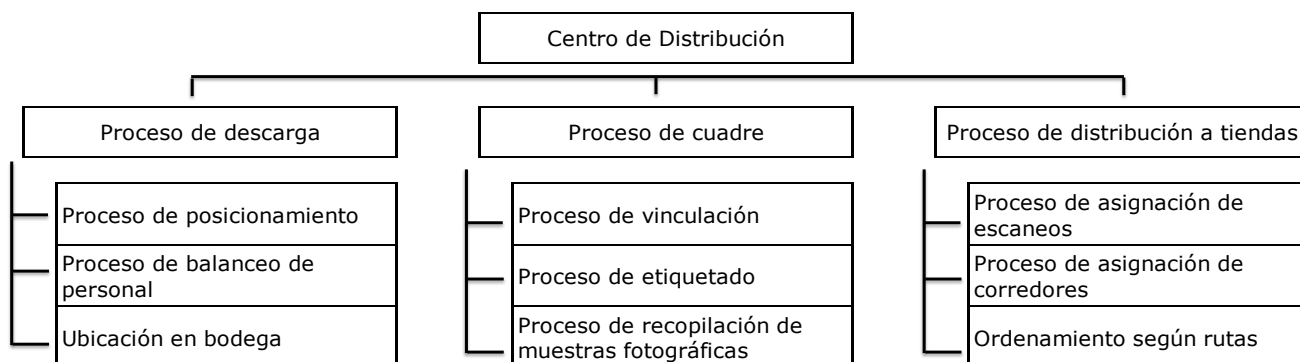 Centro de Distribución
Proceso de descarga
Proceso de posicionamiento
Proceso de balanceo de
personal
Ubicación en bodega
Proceso de cuadre
Proceso de vinculación
Proceso de etiquetado
Proceso de recopilación de
muestras fotográficas
Proceso de distribución a tiendas
Proceso de asignación de
escaneos
Proceso de asignación de
corredores
Ordenamiento según rutas